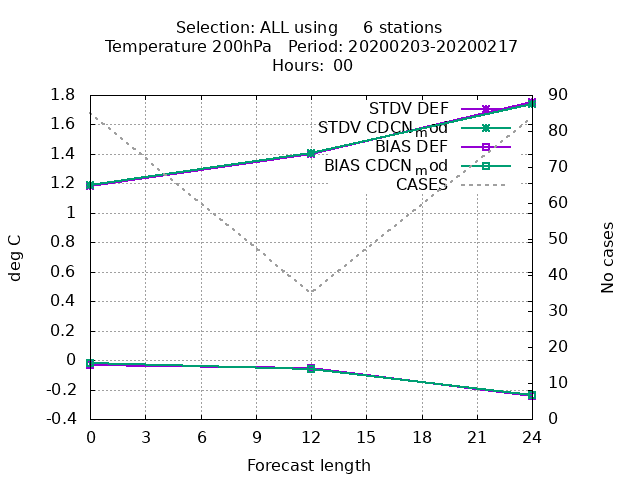 Selection: ALL using     6 stations
Temperature 200hPa   Period: 20200203-20200217
Hours:  00
1.8
1.6
1.4
1.2
1
0.8
0.6
0.4
0.2
0
-0.2
-0.4
deg C
STDV DEF
STDV CDCNmod
BIAS DEF
BIAS CDCNmod
CASES
90
80
70
60
50
40
30
20
10
0
No cases
0 3 6 9 12 15 18 21 24
Forecast length